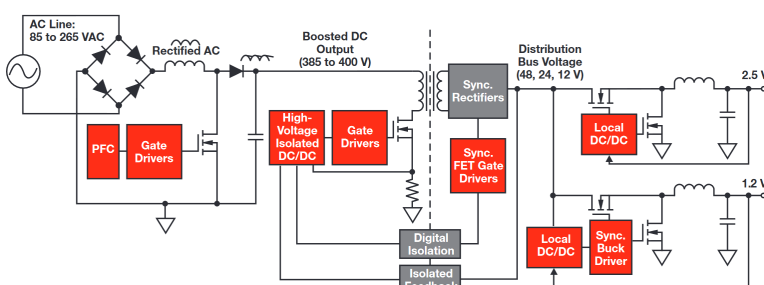 AC Line:
85 to 265 VAC
Rectified AC
Boosted DC
Output
(385 to 400 V)
Distribution
Bus Voltage
(48, 24, 12 V)
2.5 V
Sync.
Rectifiers
PFC
Gate
Drivers
High-
Voltage
Isolated
DC/DC
Gate
Drivers
Sync.
FET Gate
Drivers
Local
DC/DC
1.2 V
Digital
Isolation
Local
DC/DC
Sync.
Buck
Driver
Isolated
Feedback